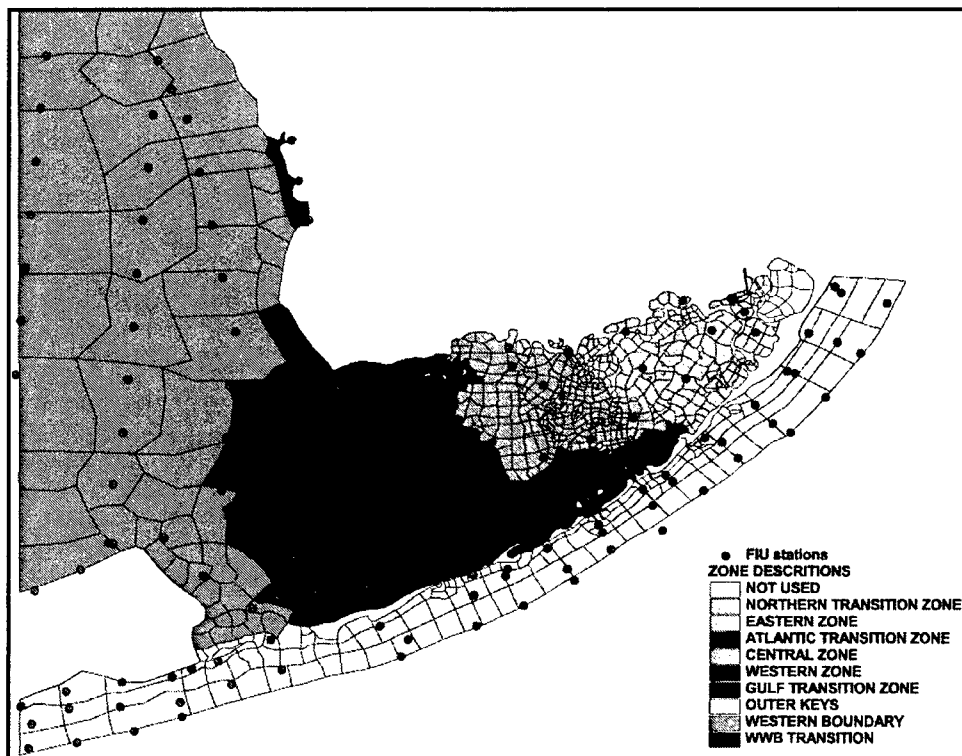 FIU stations
ZONE DESCRITIONS
NOT USED
NORTHERN TRANSITION ZONE
EASTERN ZONE
ATLANTIC TRANSITION ZONE
CENTRAL ZONE
WESTERN ZONE
GULF TRANSITION ZONE
OUTER KEYS
WESTERN BOUNDARY
WWB TRANSITION